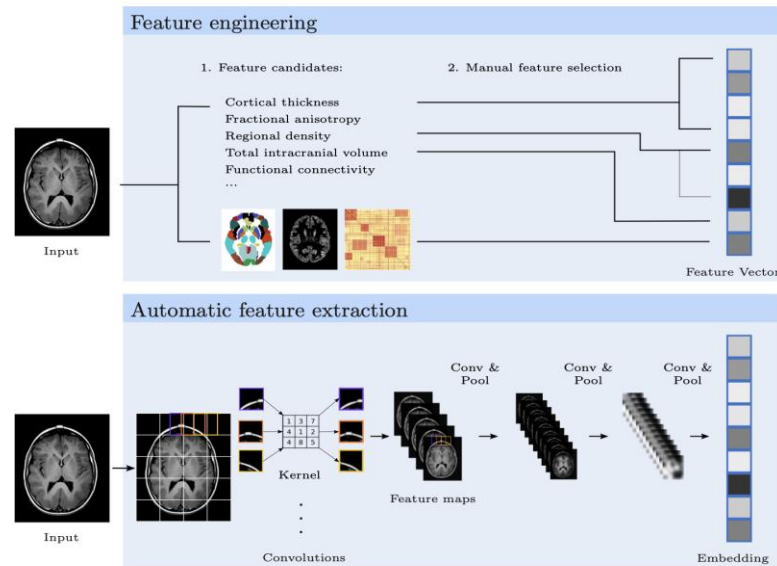 Feature engineering
1. Feature candidates:
2. Manual feature selection
Cortical thickness
Fractional anisotropy
Regional density
Total intracranial volume
Functional connectivity
...
Input
Feature Vector
Automatic feature extraction
Conv &
Pool
Conv &
Pool
Conv &
Pool
1 3 7
4 1 2
4 8 5
Kernel
Feature maps
Input
Convolutions
Embedding